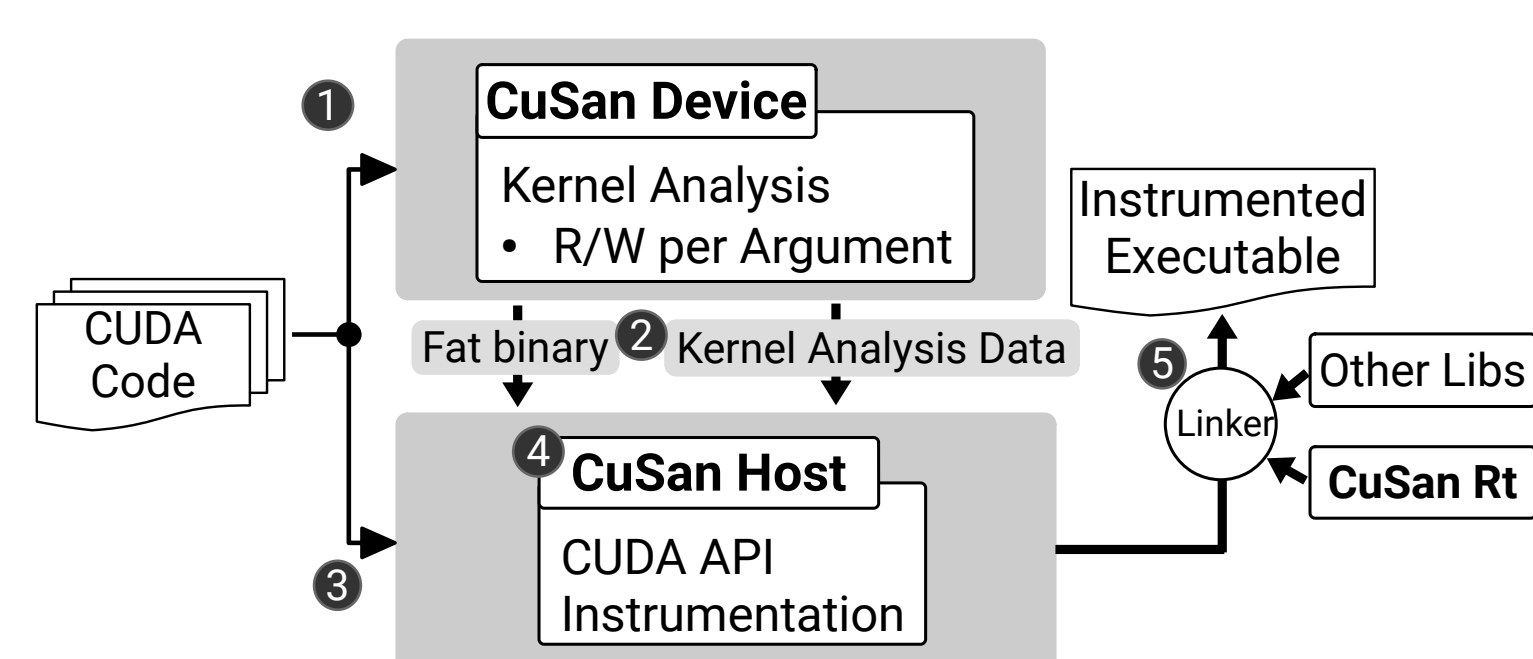 1
CuSan Device
Kernel Analysis
• R/W per Argument
CUDA
Code
Fat binary
2
Kernel Analysis Data
3
4
CuSan Host
CUDA API
Instrumentation
Instrumented
Executable
5
Linker
Other Libs
CuSan Rt